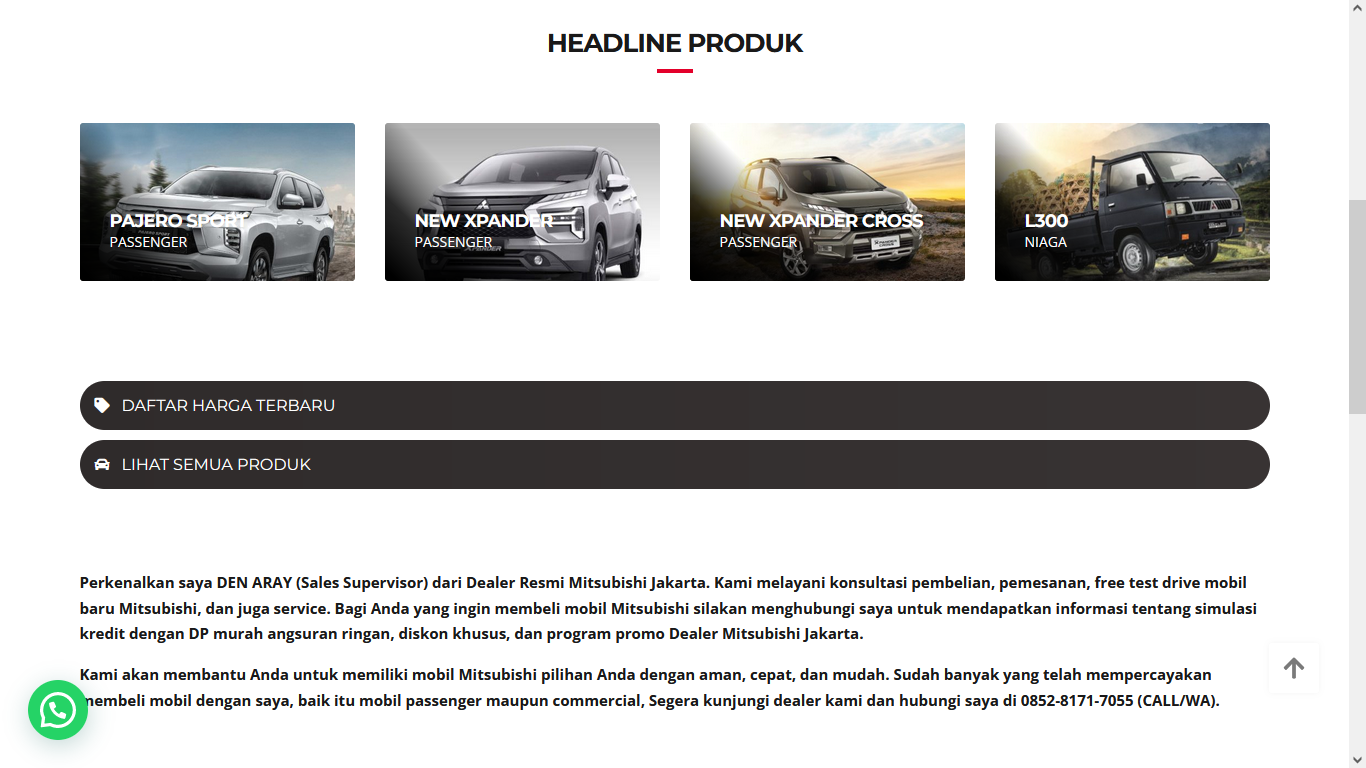 HEADLINE PRODUK
PAJERO SPORT
PASSENGER
NEW XPANDER
PASSENGER
NEW XPANDER CROSS
PASSENGER
L300
NIAGA
DAFTAR HARGA TERBARU
LIHAT SEMUA PRODUK
Perkenalkan saya DEN ARAY (Sales Supervisor) dari Dealer Resmi Mitsubishi Jakarta. Kami melayani konsultasi pembelian, pemesanan, free test drive mobil
baru Mitsubishi, dan juga service. Bagi Anda yang ingin membeli mobil Mitsubishi silakan menghubungi saya untuk mendapatkan informasi tentang simulasi
kredit dengan DP murah angsuran ringan, diskon khusus, dan program promo Dealer Mitsubishi Jakarta.
Kami akan membantu Anda untuk memiliki mobil Mitsubishi pilihan Anda dengan aman, cepat, dan mudah. Sudah banyak yang telah mempercayakan
membeli mobil dengan saya, baik itu mobil passenger maupun commercial, Segera kunjungi dealer kami dan hubungi saya di 0852-8171-7055 (CALL/WA).